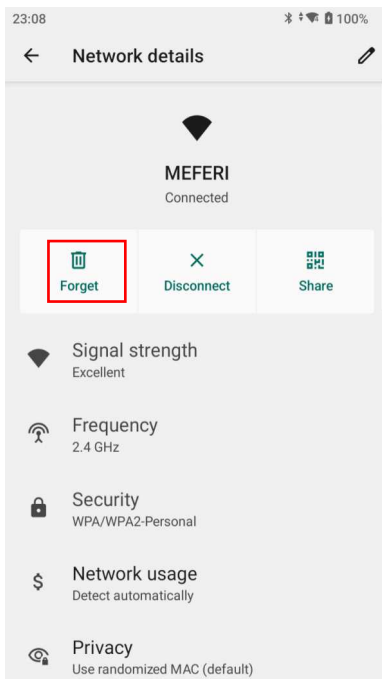 23:08 100%
Network details
MEFERI
Connected
Forget Disconnect Share
Signal strength
Excellent
Frequency
2.4 GHz
Security
WPA/WPA2-Personal
$ Network usage
Detect automatically
Privacy
Use randomized MAC (default)